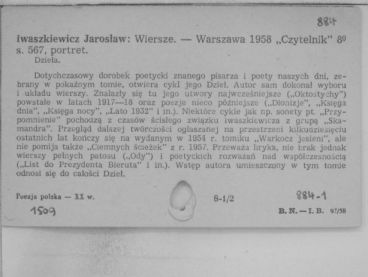 884
Iwaszkiewicz Jarosław: Wiersze. — Warszawa 1958 „Czytelnik" 8⁰
s. 567, portret.
Dzieła.
Dotychczasowy dorobek poetycki znanego pisarza i poety naszych dni, ze-
brany w pokaźnym tomie, otwiera cykl jego Dzieł. Autor sam dokonał wyboru
i układu wierszy. Znalazły się tu jego utwory najwcześniejsze („Oktostychy")
powstałe w latach 1917—18 oraz poezje nieco późniejsze („Dionizje", „Księga
dnia", „Księga nocy", „Lato 1932" i in.). Niektóre cykle jak np. sonety pt. „Przy-
pomnienie" pochodzą z czasów ścisłego związku Iwaszkiewicza z grupą „Ska-
mandra". Przegląd dalszej twórczości ogłaszanej na przestrzeni kilkudziesięciu
ostatnich lat kończy się na wydanym w 1954 r. tomiku „Warkocz jesieni", ale
nie pomija także „Ciemnych ścieżek" z r. 1957. Przeważa liryka, nie brak jednak
wierszy pełnych patosu („Ody") i poetyckich rozważań nad współczesnością
(„List do Prezydenta Bieruta" i in.). Wstęp autora umieszczony w tym tomie
odnosi się do całości Dzieł.
Poezja polska — XX w.
8-1/2
884-1
1509
B. N. — I. B. 97/58